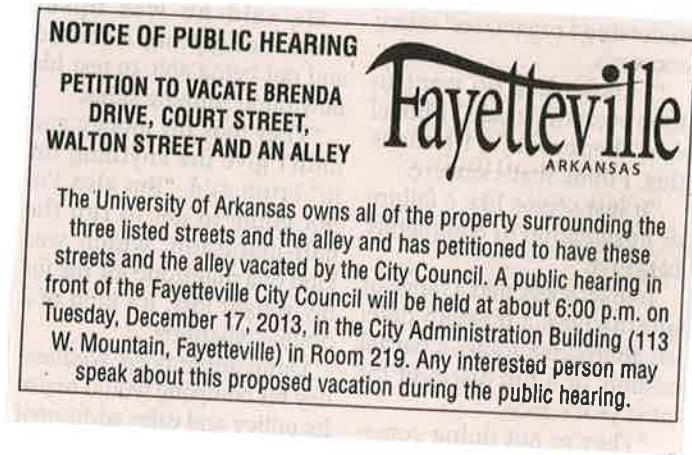 NOTICE OF PUBLIC HEARING
PETITION TO VACATE BRENDA
DRIVE, COURT STREET,
WALTON STREET AND AN ALLEY
Fayetteville
ARKANSAS
The University of Arkansas owns all of the property surrounding the
three listed streets and the alley and has petitioned to have these
streets and the alley vacated by the City Council. A public hearing in
front of the Fayetteville City Council will be held at about 6:00 p.m. on
Tuesday, December 17, 2013, in the City Administration Building (113
W. Mountain, Fayetteville) in Room 219. Any interested person may
speak about this proposed vacation during the public hearing.